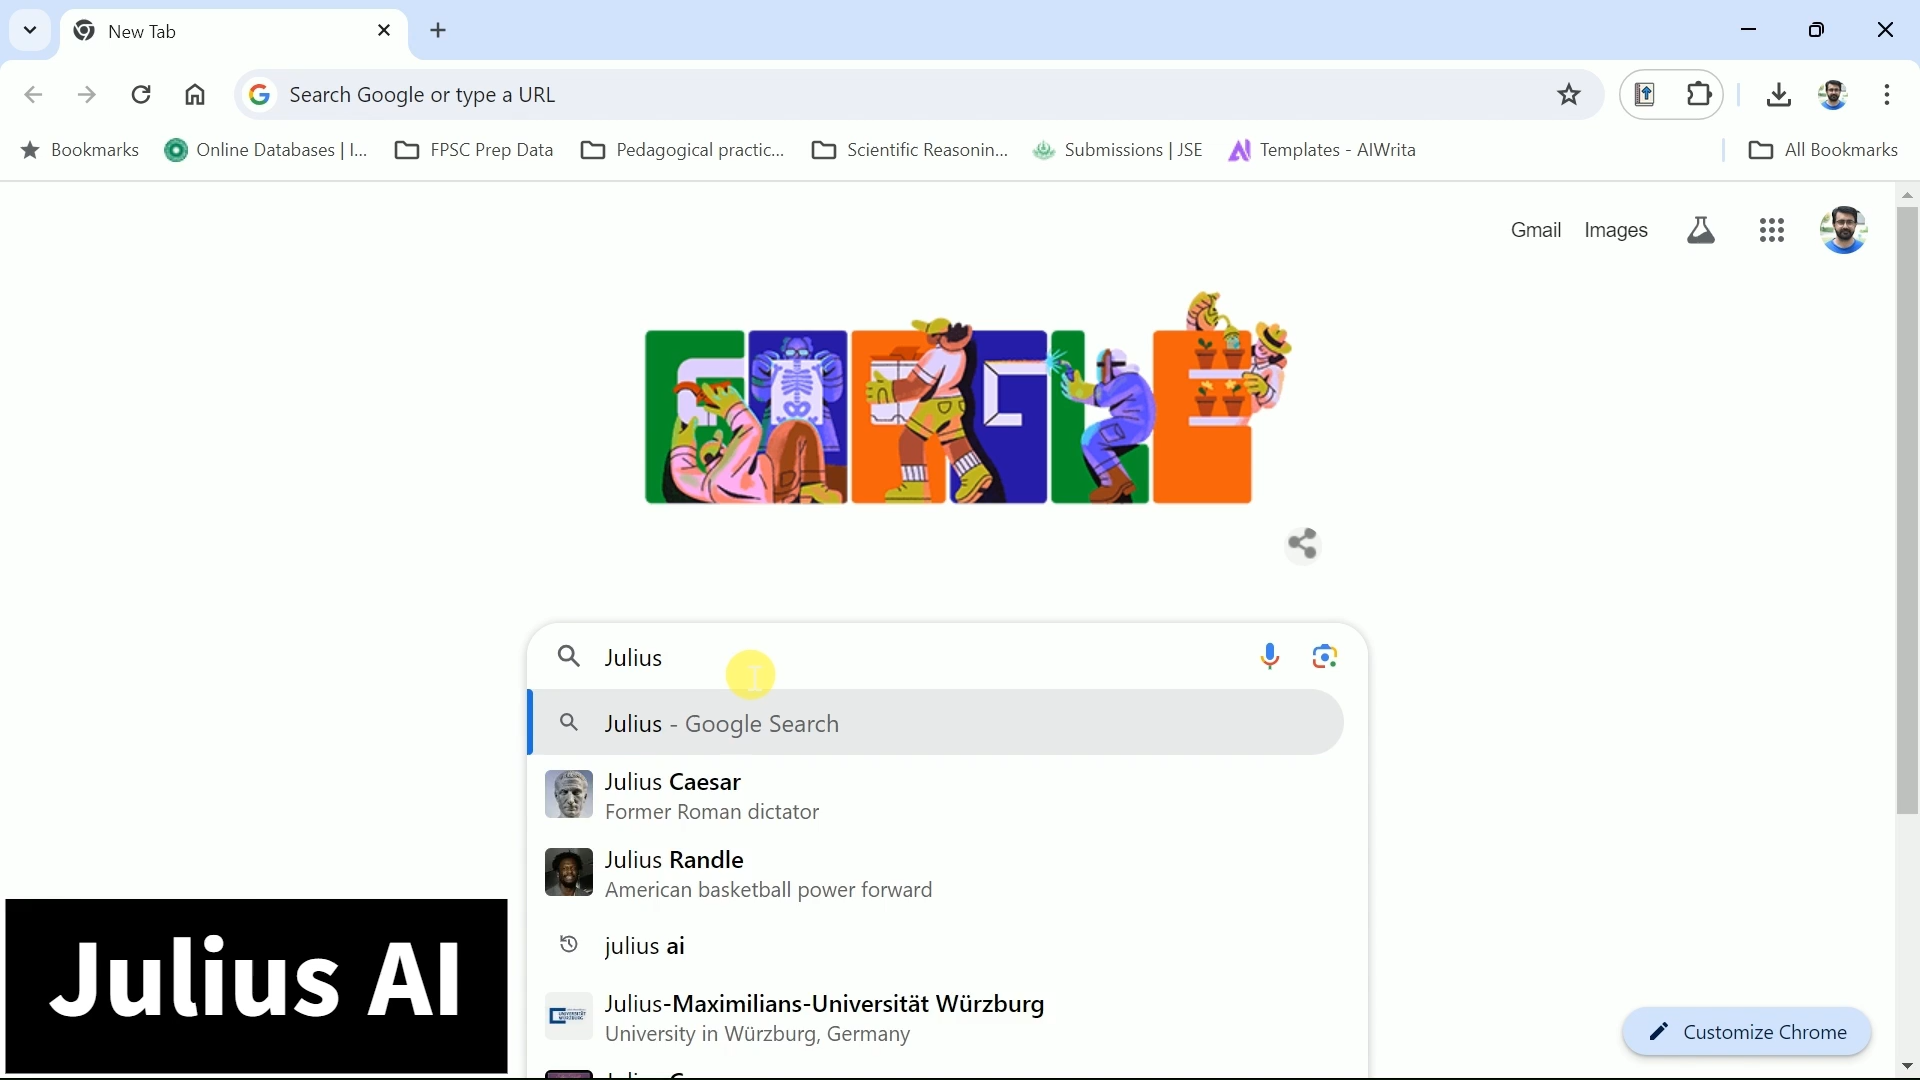 New Tab
Search Google or type a URL
Bookmarks
Online Databases | I...
FPSC Prep Data
Pedagogical practic...
Scientific Reasonin...
Submissions | JSE
Templates - AIWrita
All Bookmarks
Gmail
Images
Julius
Julius - Google Search
Julius Caesar
Former Roman dictator
Julius Randle
American basketball power forward
julius ai
Julius-Maximilians-Universität Würzburg
University in Würzburg, Germany
Julius AI
Customize Chrome